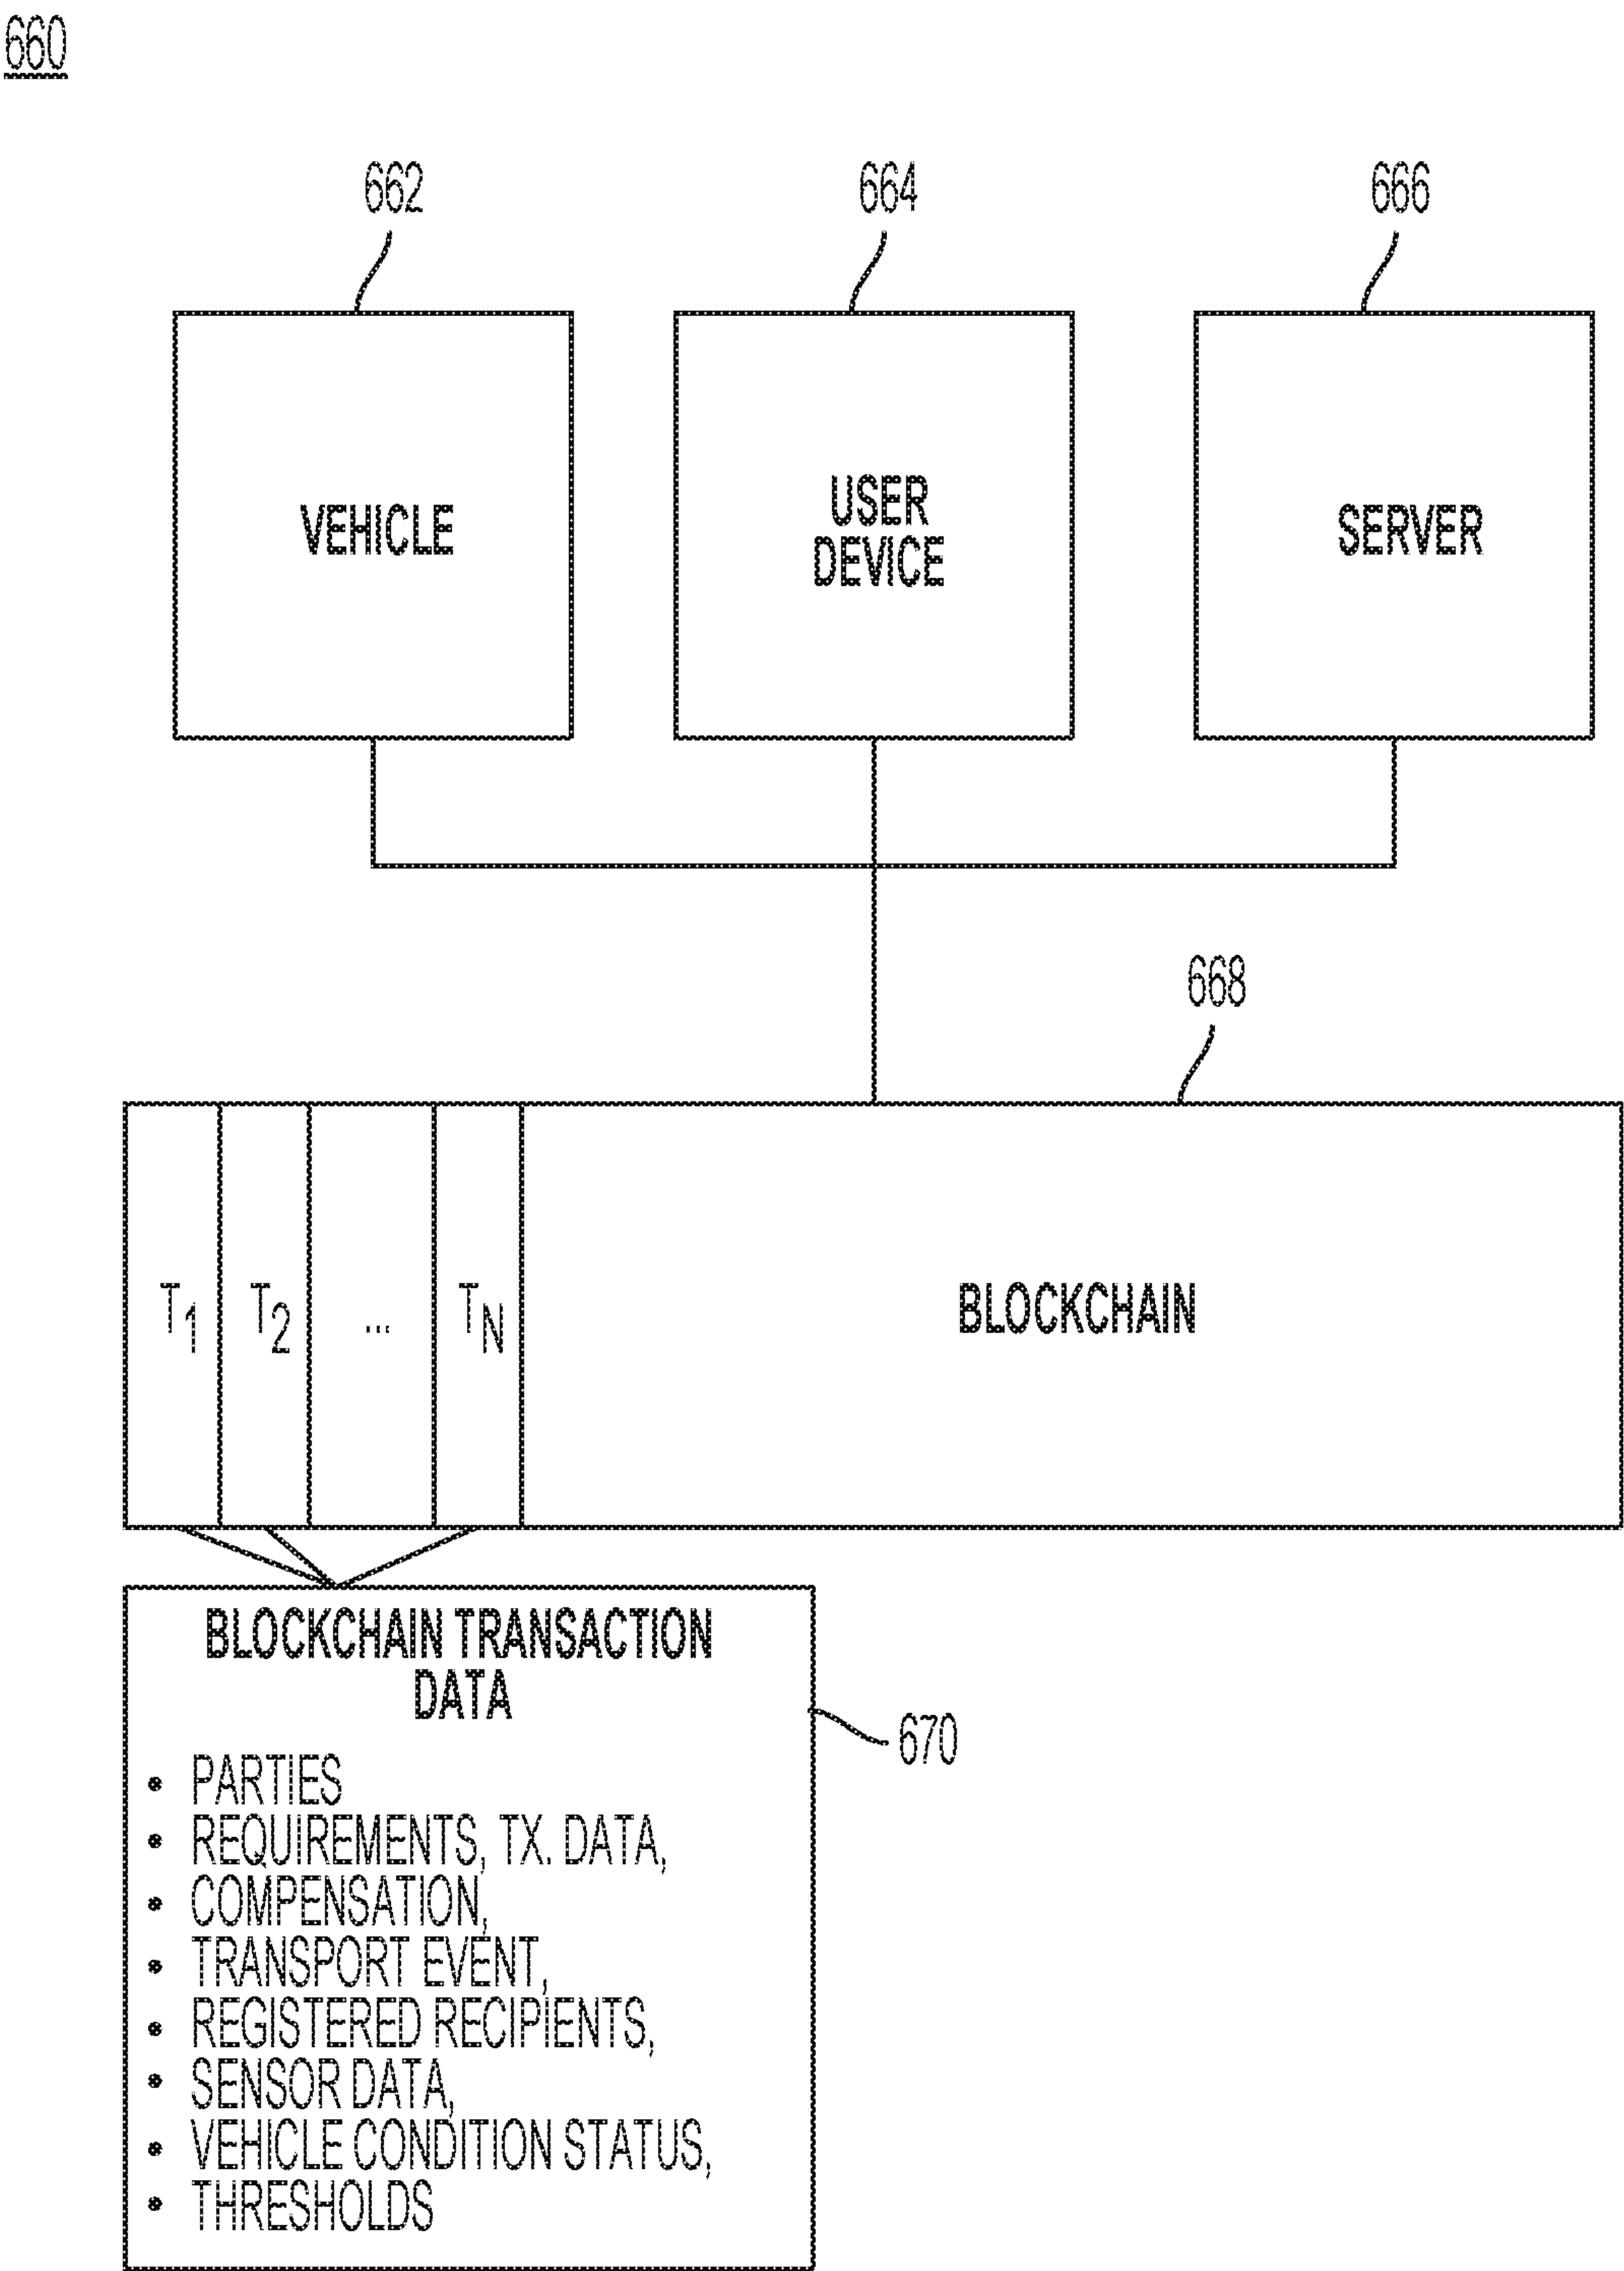 660
662
664
666
VEHICLE
USER
DEVICE
SERVER
668
T1
T2
...
TN
BLOCKCHAIN
BLOCKCHAIN TRANSACTION
DATA
670
• PARTIES
• REQUIREMENTS, TX. DATA,
• COMPENSATION,
• TRANSPORT EVENT,
• REGISTERED RECIPIENTS,
• SENSOR DATA,
• VEHICLE CONDITION STATUS,
• THRESHOLDS